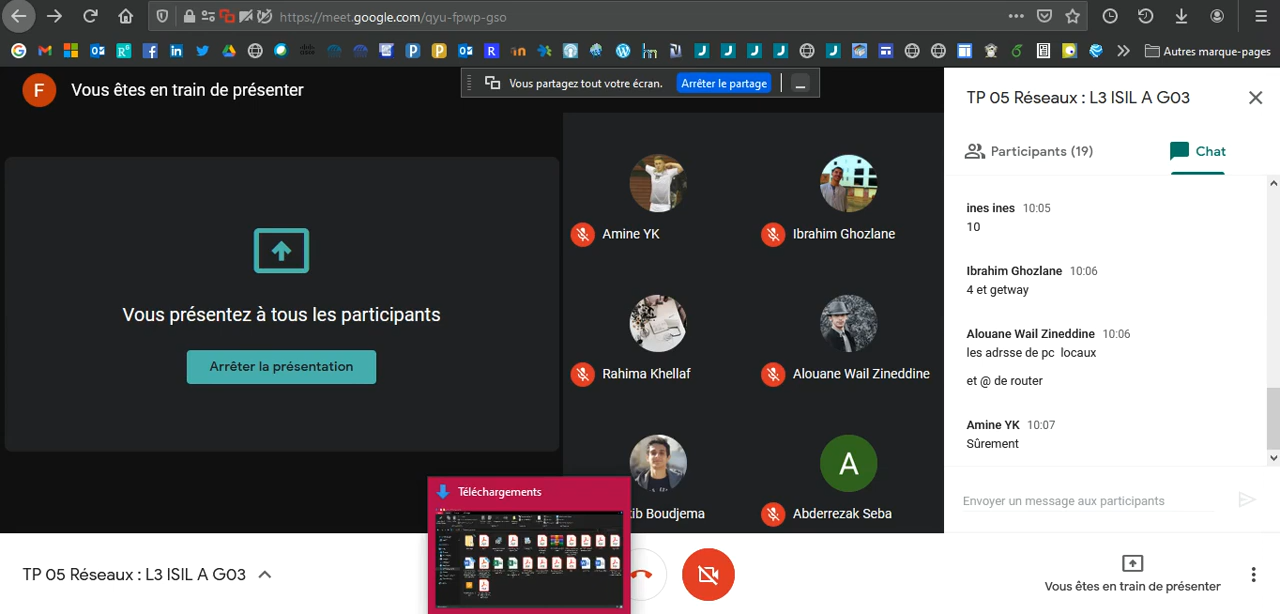 https://meet.google.com/qyu-fpwp-gso
Autres marque-pages
F
Vous êtes en train de présenter
Vous partagez tout votre écran.
Arrêter le partage
Vous présentez à tous les participants
Arrêter la présentation
Amine YK
Ibrahim Ghozlane
Rahima Khellaf
Alouane Wail Zineddine
ib Boudjema
A
Abderrezak Seba
TP 05 Réseaux : L3 ISIL A G03
Participants (19)
Chat
ines ines 10:05
10
Ibrahim Ghozlane 10:06
4 et getway
Alouane Wail Zineddine 10:06
les adrsse de pc locaux
et @ de router
Amine YK 10:07
Sûrement
Envoyer un message aux participants
Téléchargements
TP 05 Réseaux : L3 ISIL A G03
Vous êtes en train de présenter